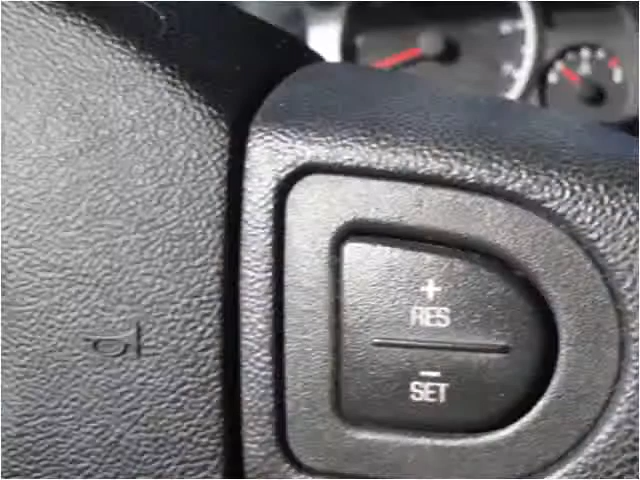 +
RES
–
SET